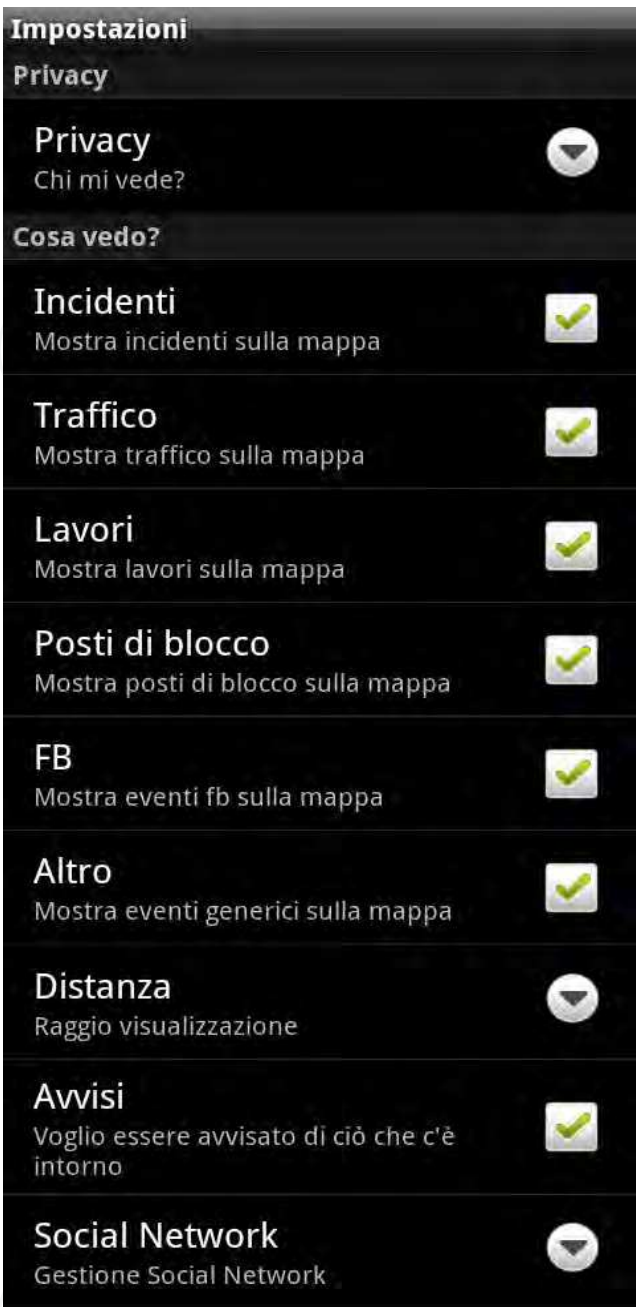 Impostazioni
Privacy
Privacy
Chi mi vede?
Cosa vedo?
Incidenti
Mostra incidenti sulla mappa
Traffico
Mostra traffico sulla mappa
Lavori
Mostra lavori sulla mappa
Posti di blocco
Mostra posti di blocco sulla mappa
FB
Mostra eventi fb sulla mappa
Altro
Mostra eventi generici sulla mappa
Distanza
Raggio visualizzazione
Avvisi
Voglio essere avvisato di ciò che c'è
intorno
Social Network
Gestione Social Network